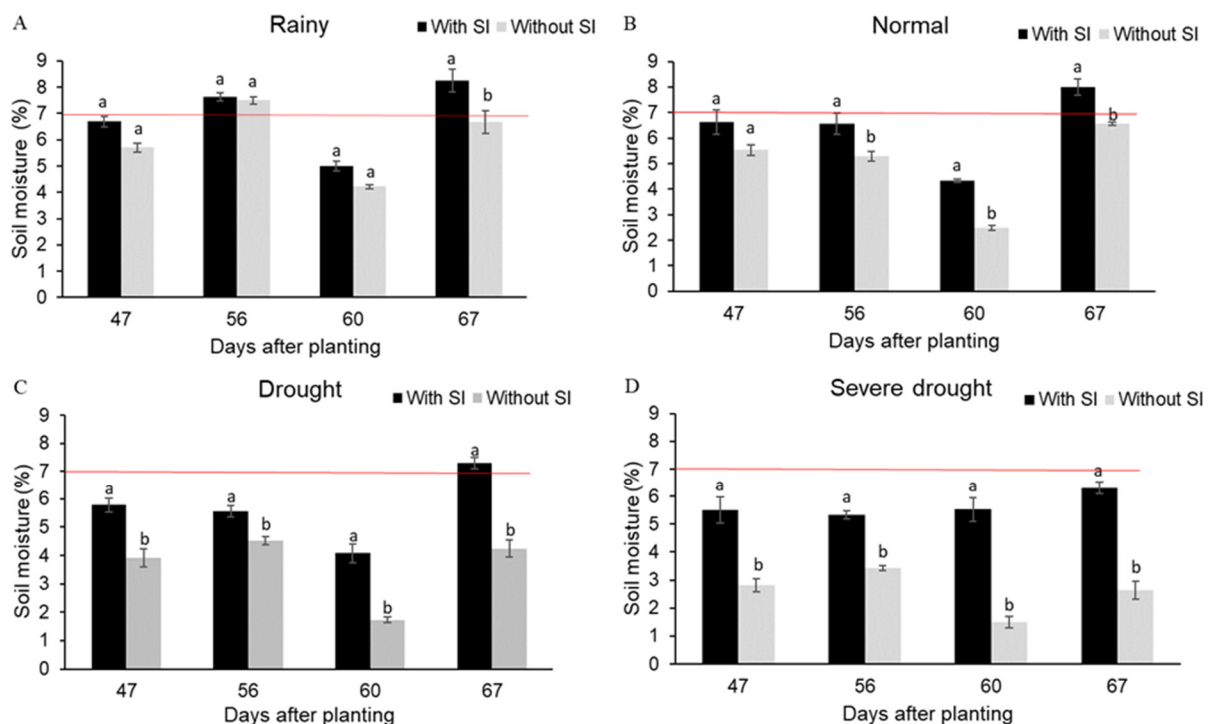 A
Rainy
With SI Without SI
Soil moisture (%)
9
8
7
6
5
4
3
2
1
0
a a a a a a a b
47 56 60 67
Days after planting
B
Normal
With SI Without SI
Soil moisture (%)
9
8
7
6
5
4
3
2
1
0
a a a b a b a b
47 56 60 67
Days after planting
C
Drought
With SI Without SI
Soil moisture (%)
9
8
7
6
5
4
3
2
1
0
a b a b a b a b
47 56 60 67
Days after planting
D
Severe drought
With SI Without SI
Soil moisture (%)
9
8
7
6
5
4
3
2
1
0
a b a b a b a b
47 56 60 67
Days after planting